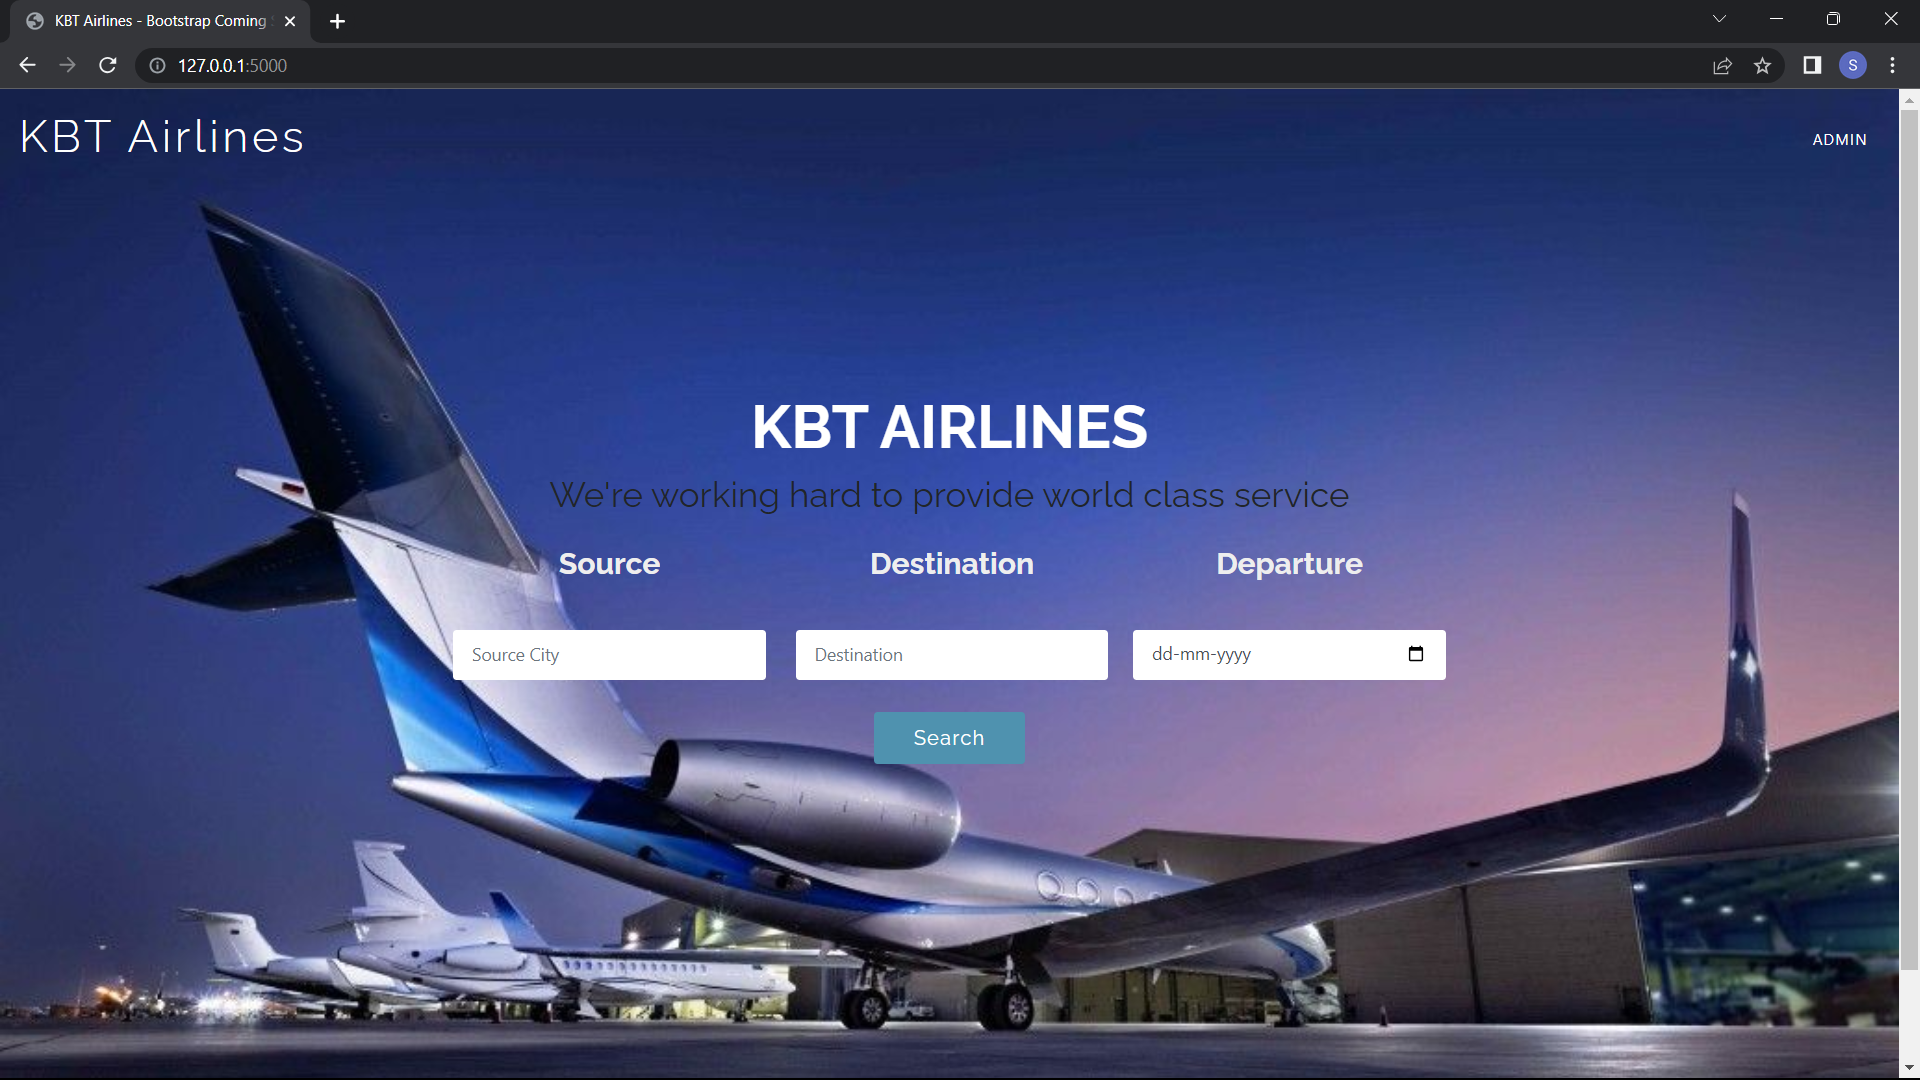 KBT Airlines - Bootstrap Coming
127.0.0.1:5000
S
KBT Airlines
ADMIN
KBT AIRLINES
We're working hard to provide world class service
Source
Destination
Departure
Source City
Destination
dd-mm-yyyy
Search